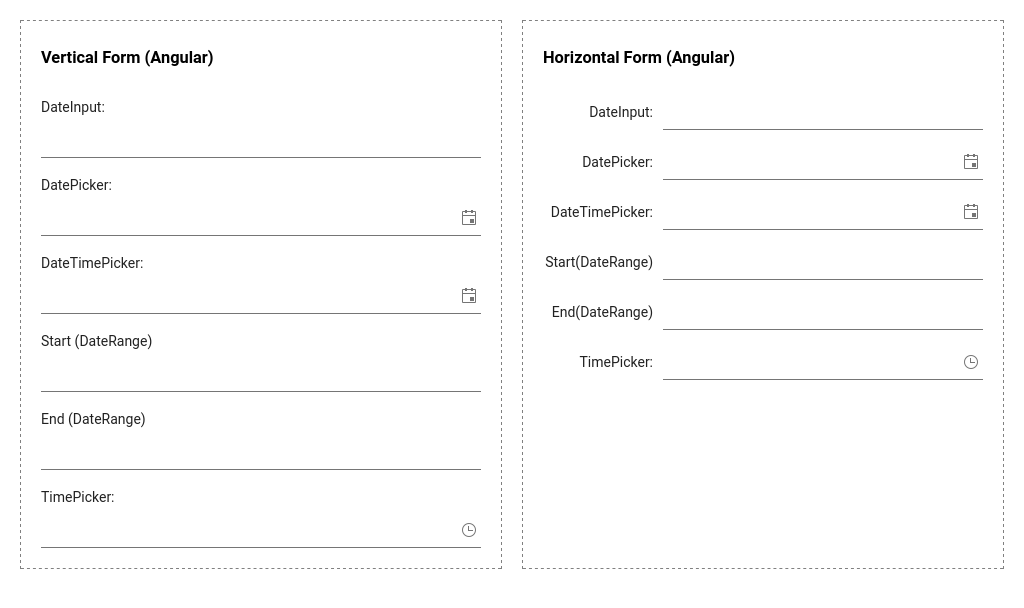 Vertical Form (Angular)
DateInput:
DatePicker:
DateTimePicker:
Start (DateRange)
End (DateRange)
TimePicker:
Horizontal Form (Angular)
DateInput:
DatePicker:
DateTimePicker:
Start(DateRange)
End(DateRange)
TimePicker: